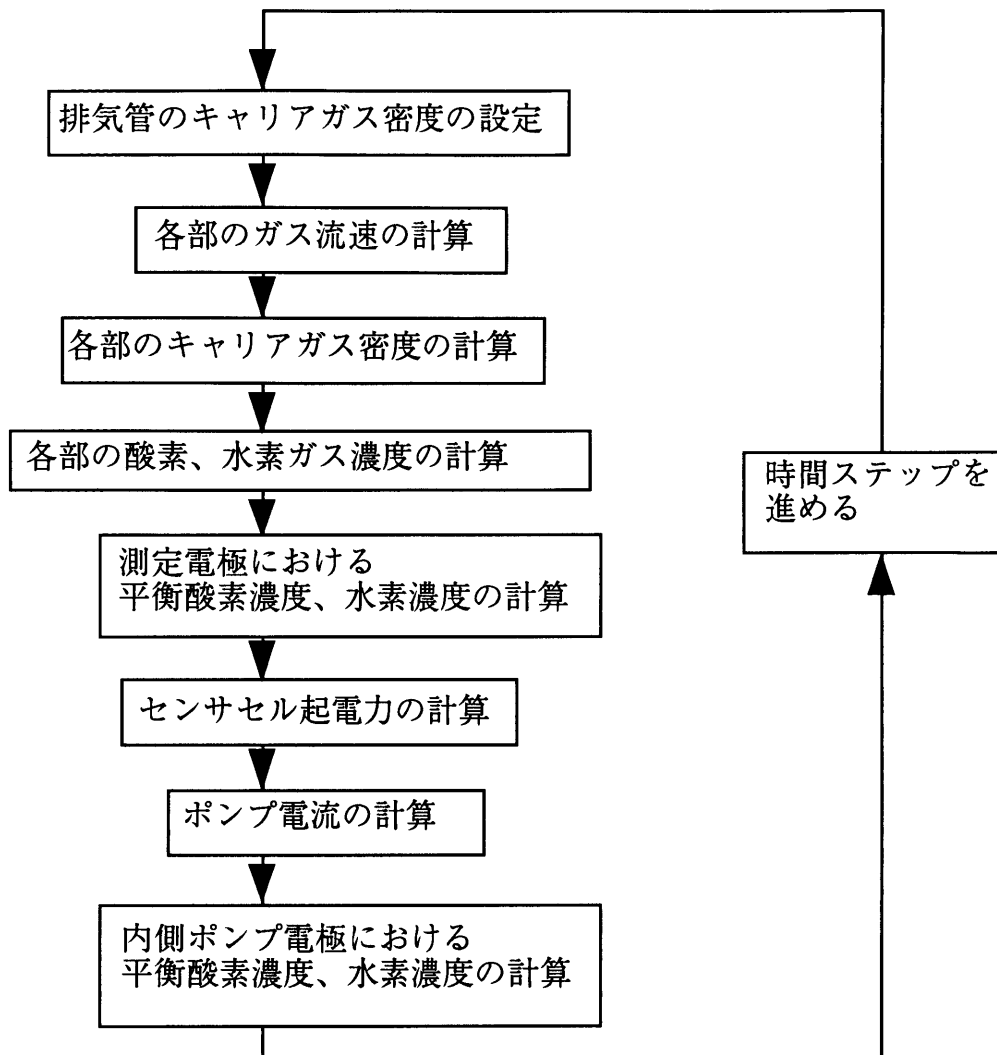 排気管のキャリアガス密度の設定
各部のガス流速の計算
各部のキャリアガス密度の計算
各部の酸素、水素ガス濃度の計算
測定電極における
平衡酸素濃度、水素濃度の計算
センサセル起電力の計算
ポンプ電流の計算
内側ポンプ電極における
平衡酸素濃度、水素濃度の計算
時間ステップを
進める